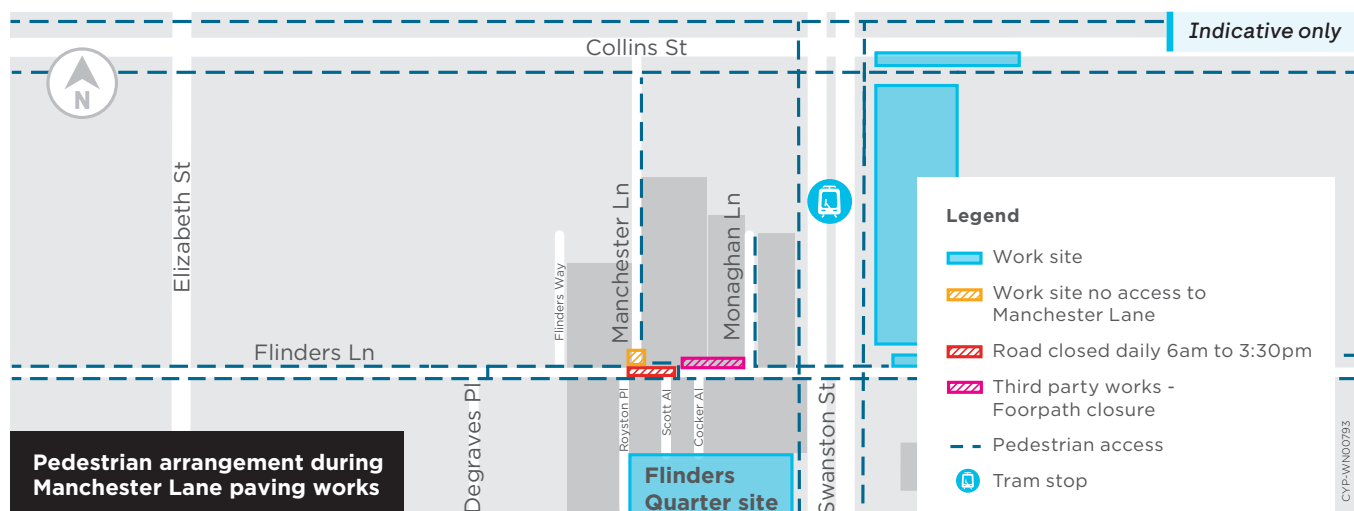 Indicative only
Collins St
N
Elizabeth St
Manchester Ln
Monaghan Ln
Flinders Way
Flinders Ln
Degraves Pl
Royston Pl
Scott Al
Cocker Al
Swanston St
Flinders
Quarter site
Pedestrian arrangement during
Manchester Lane paving works
Legend
Work site
Work site no access to
Manchester Lane
Road closed daily 6am to 3:30pm
Third party works -
Foorpath closure
Pedestrian access
Tram stop
CYP-WN00793